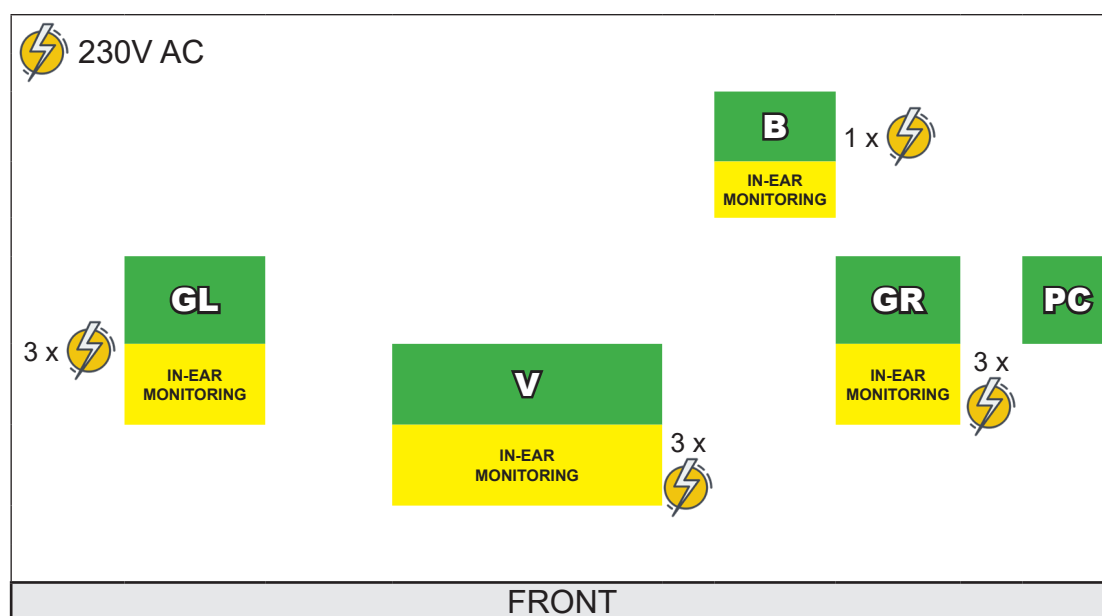 230V AC
B
1 x
IN-EAR
MONITORING
GL
GR
PC
3 x
IN-EAR
MONITORING
V
IN-EAR
MONITORING
3 x
IN-EAR
MONITORING
3 x
FRONT